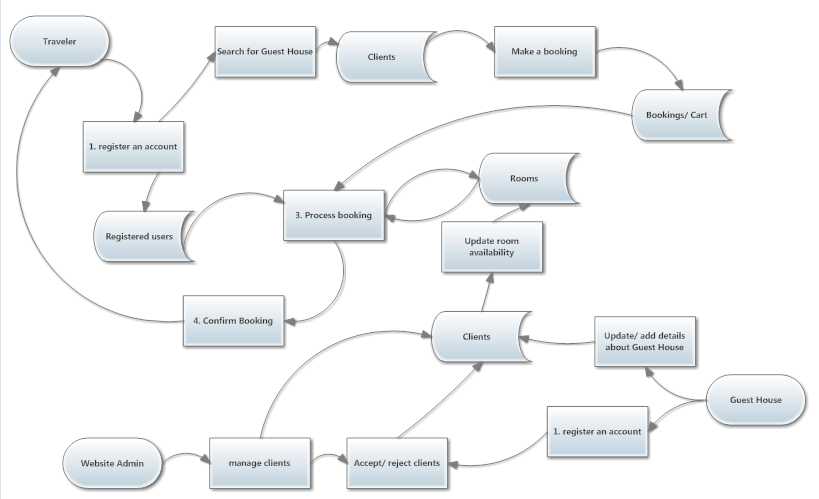 Traveler
Search for Guest House
Clients
Make a booking
Bookings/ Cart
1. register an account
Rooms
Registered users
3. Process booking
Update room
availability
4. Confirm Booking
Clients
Update/ add details
about Guest House
Guest House
1. register an account
Website Admin
manage clients
Accept/ reject clients